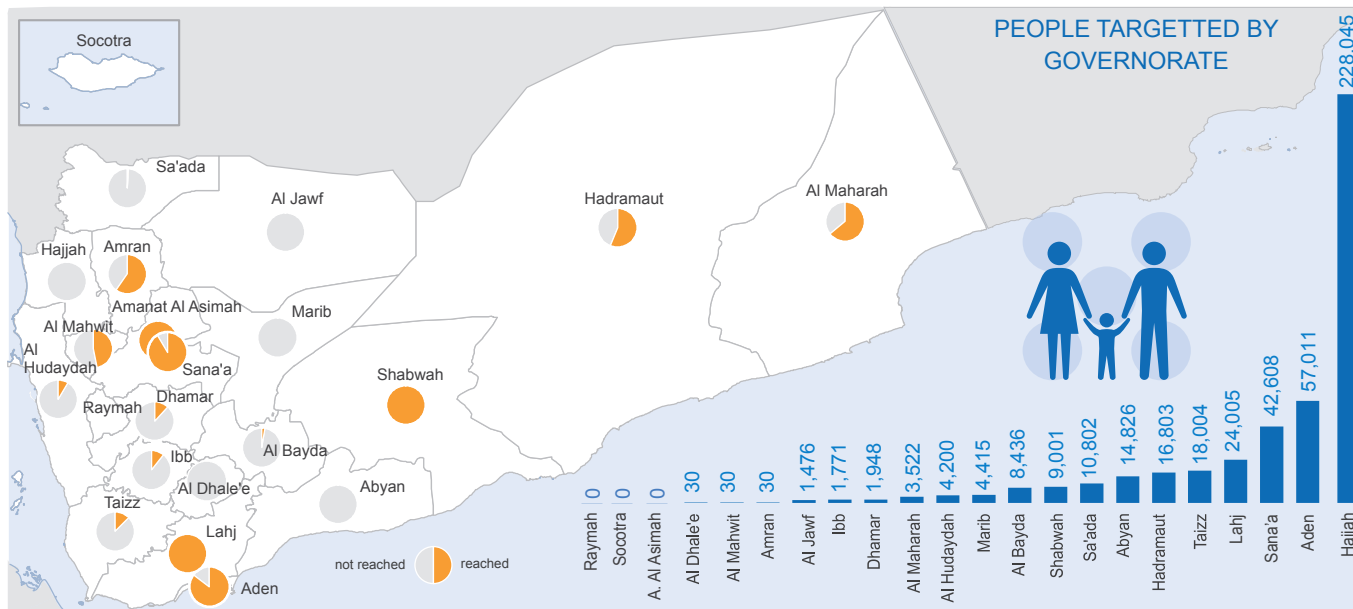 Socotra
PEOPLE TARGETTED BY
GOVERNORATE
Sa'ada
Al Jawf
Hadramaut
Al Maharah
Hajjah
Amran
Amanat Al Asimah
Marib
Al Mahwit
Al
Hudaydah
Sana'a
Shabwah
Dhamar
Raymah
Al Bayda
Ibb
Al Dhale'e
Abyan
Taizz
Lahj
Aden
not reached
reached
0
0
0
30
30
30
1,476
1,771
1,948
3,522
4,200
4,415
8,436
9,001
10,802
14,826
16,803
18,004
24,005
42,608
57,011
228,045
Raymah
Socotra
A. Al Asimah
Al Dhale'e
Al Mahwit
Amran
Al Jawf
Ibb
Dhamar
Al Maharah
Al Hudaydah
Marib
Al Bayda
Shabwah
Sa'ada
Abyan
Hadramaut
Taizz
Lahj
Sana'a
Aden
Hajjah